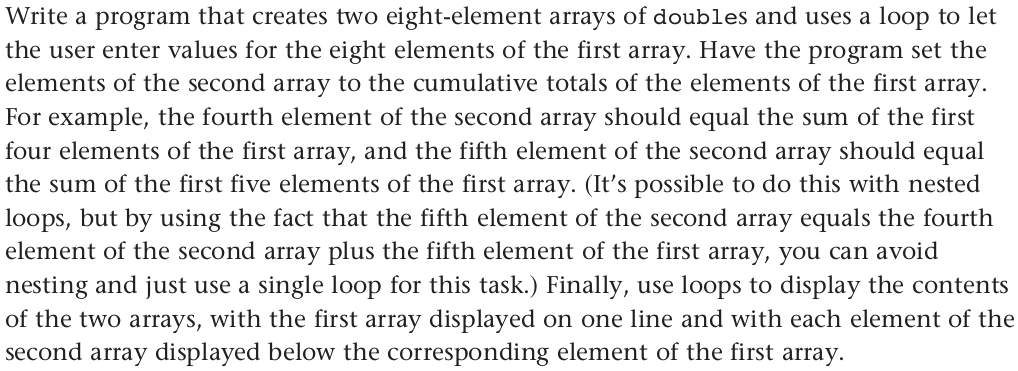 Write a program that creates two eight-element arrays of doubles and uses a loop to let
the user enter values for the eight elements of the first array. Have the program set the
elements of the second array to the cumulative totals of the elements of the first array.
For example, the fourth element of the second array should equal the sum of the first
four elements of the first array, and the fifth element of the second array should equal
the sum of the first five elements of the first array. (It’s possible to do this with nested
loops, but by using the fact that the fifth element of the second array equals the fourth
element of the second array plus the fifth element of the first array, you can avoid
nesting and just use a single loop for this task.) Finally, use loops to display the contents
of the two arrays, with the first array displayed on one line and with each element of the
second array displayed below the corresponding element of the first array.